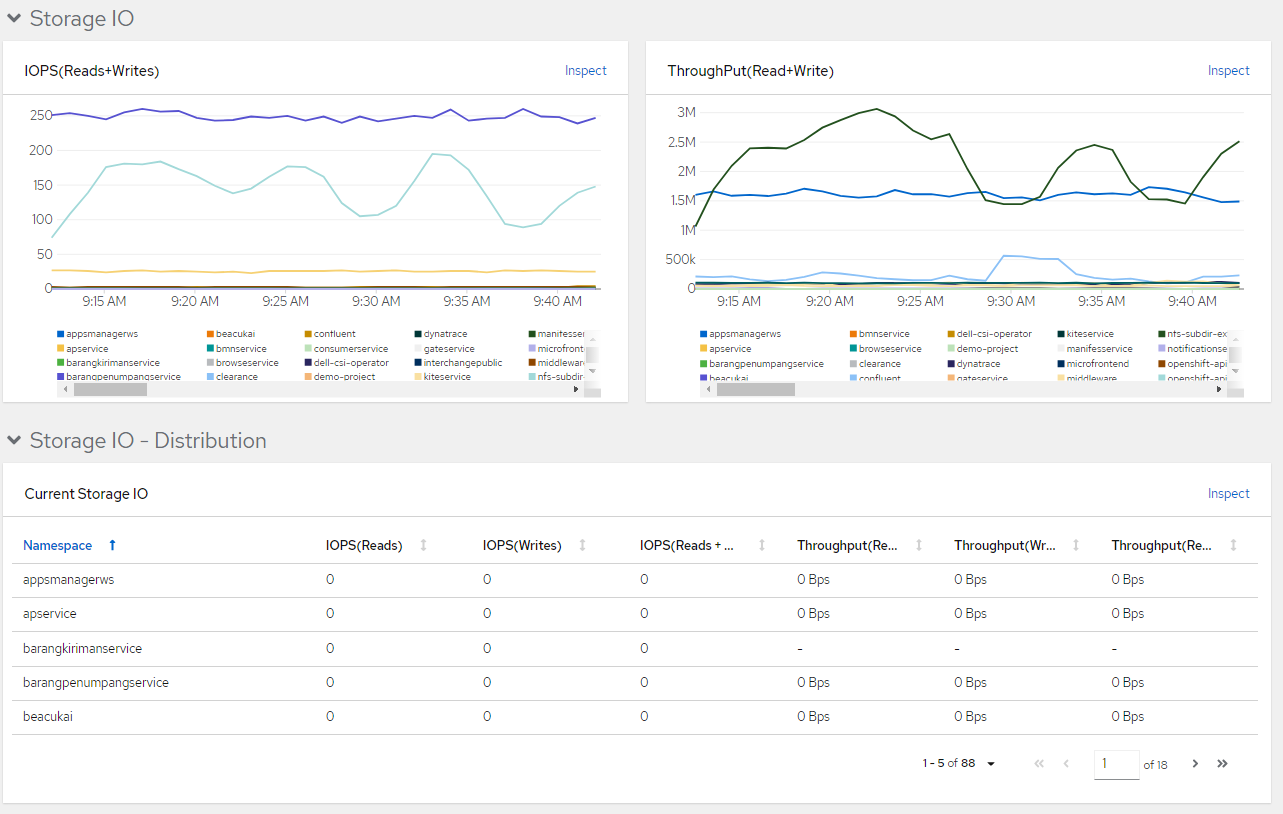 Storage IO
IOPS(Reads+Writes) Inspect
250
200
150
100
50
0
9:15 AM 9:20 AM 9:25 AM 9:30 AM 9:35 AM 9:40 AM
appsmanagerws beacukai confluent dynatrace manifesser
apservice bmnservice consumerservice gateservice microfront
barangkirimanservice browseservice dell-csi-operator interchangepublic middleware
barangpenumpangservice clearance demo-project kiteservice nfs-subdir-
ThroughPut(Read+Write) Inspect
3M
2.5M
2M
1.5M
1M
500k
0
9:15 AM 9:20 AM 9:25 AM 9:30 AM 9:35 AM 9:40 AM
appsmanagerws bmnservice dell-csi-operator kiteservice nfs-subdir-ex
apservice browseservice demo-project manifesservice notificationse
barangpenumpangservice clearance dynatrace microfrontend openshift-api
beacukai confluent gateservice middleware openshift-api
Storage IO - Distribution
Current Storage IO Inspect
Namespace IOPS(Reads) IOPS(Writes) IOPS(Reads + ... Throughput(Re... Throughput(Wr... Throughput(Re...
appsmanagerws 0 0 0 0 Bps 0 Bps 0 Bps
apservice 0 0 0 0 Bps 0 Bps 0 Bps
barangkirimanservice 0 0 0 - - -
barangpenumpangservice 0 0 0 0 Bps 0 Bps 0 Bps
beacukai 0 0 0 0 Bps 0 Bps 0 Bps
1 - 5 of 88 1 of 18